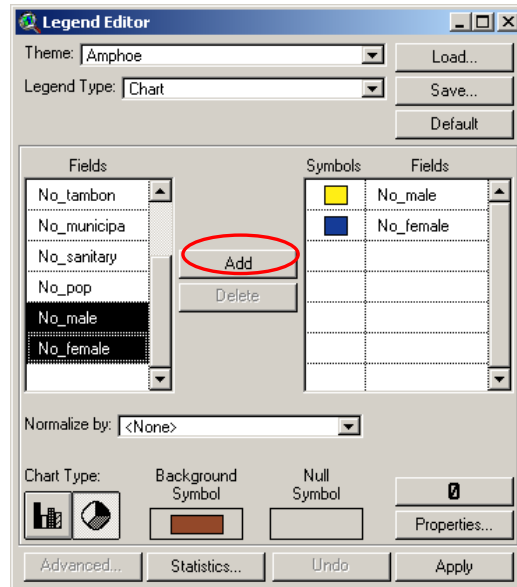 Legend Editor
Theme: Amphoe
Load...
Legend Type: Chart
Save...
Default
Fields
Symbols Fields
No_tambon
No_municipa
No_sanitary
No_pop
No_male
No_female
Add
Delete
No_male
No_female
Normalize by: <None>
Chart Type:
Background
Symbol
Null
Symbol
0
Properties...
Advanced... Statistics... Undo Apply